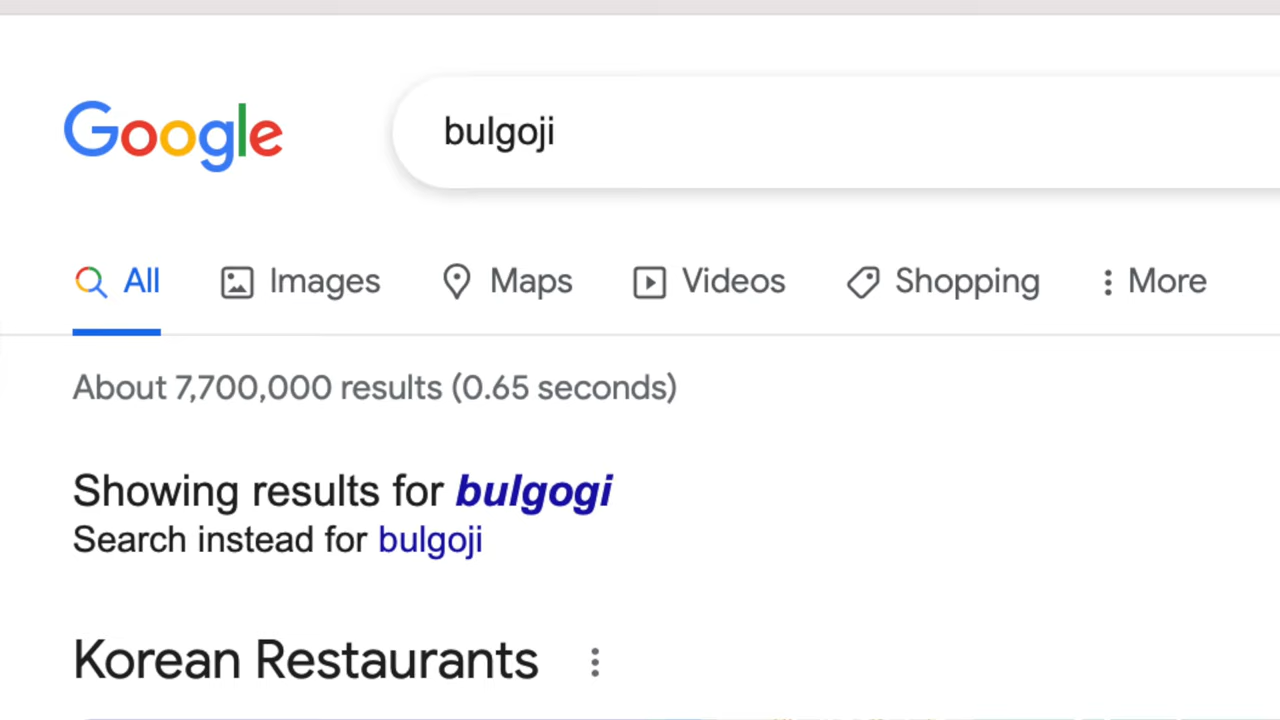 Google bulgoji
All Images Maps Videos Shopping More
About 7,700,000 results (0.65 seconds)
Showing results for bulgogi
Search instead for bulgoji
Korean Restaurants